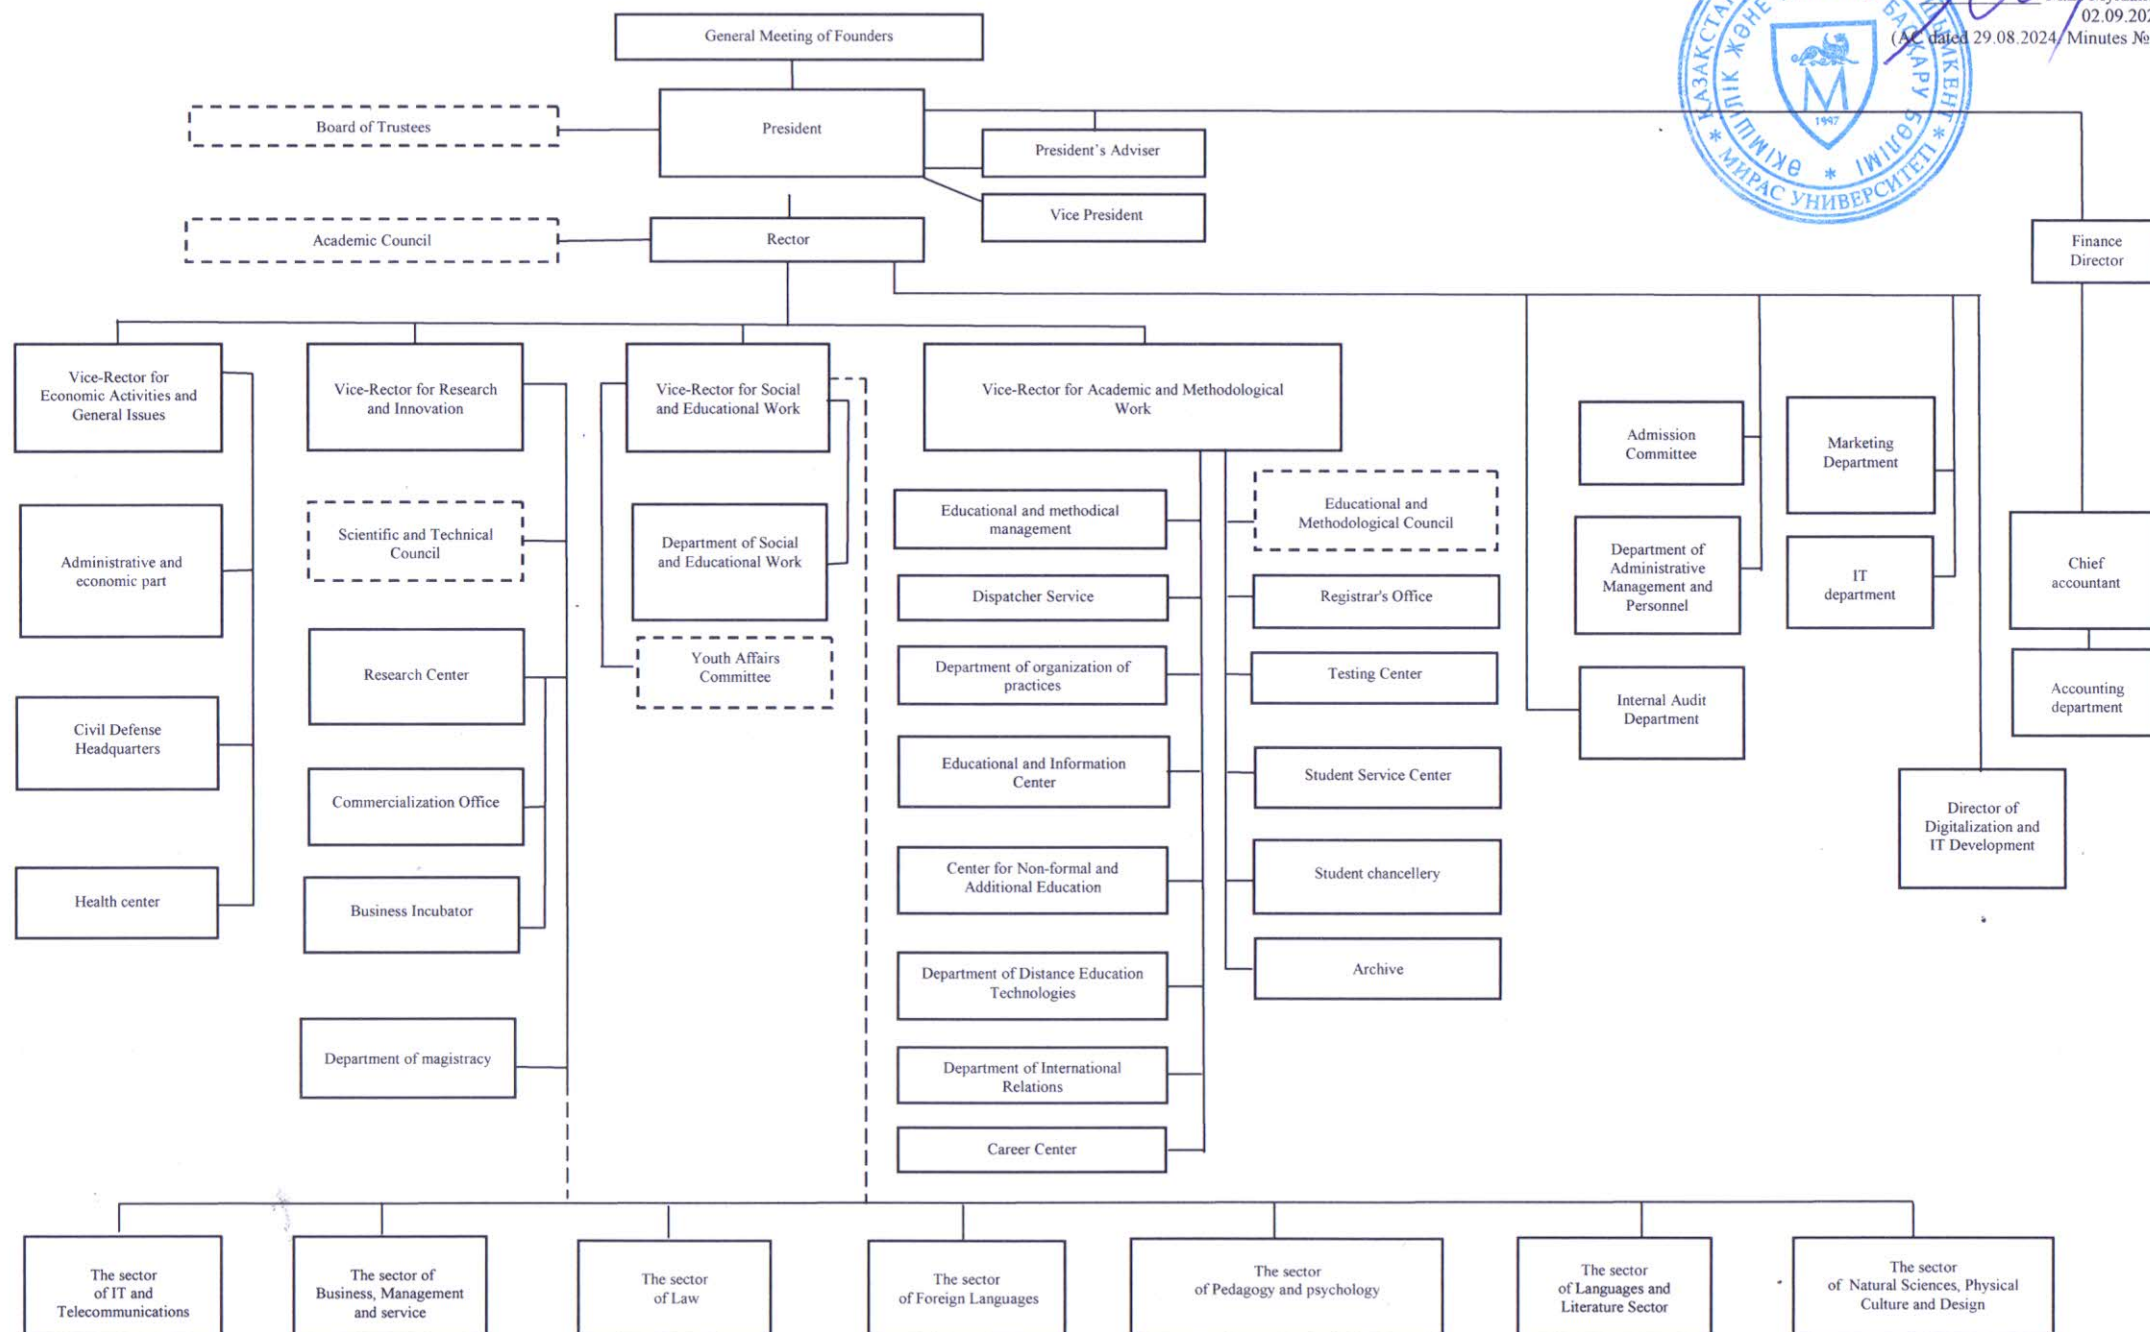 02.09.202
(AC dated 29.08.2024, Minutes №
ҚАЗАҚСТАН
ШЫМКЕНТ
МИРАС УНИВЕРСИТЕТІ
ӘКІМШІЛІК ЖӘНЕ
БАСҚАРУ БӨЛІМІ
M
1997
General Meeting of Founders
Board of Trustees
President
President's Adviser
Vice President
Academic Council
Rector
Finance
Director
Vice-Rector for
Economic Activities and
General Issues
Vice-Rector for Research
and Innovation
Vice-Rector for Social
and Educational Work
Vice-Rector for Academic and Methodological
Work
Administrative and
economic part
Civil Defense
Headquarters
Health center
Scientific and Technical
Council
Research Center
Commercialization Office
Business Incubator
Department of magistracy
Department of Social
and Educational Work
Youth Affairs
Committee
Educational and methodical
management
Dispatcher Service
Department of organization of
practices
Educational and Information
Center
Center for Non-formal and
Additional Education
Department of Distance Education
Technologies
Department of International
Relations
Career Center
Educational and
Methodological Council
Registrar's Office
Testing Center
Student Service Center
Student chancellery
Archive
Admission
Committee
Department of
Administrative
Management and
Personnel
Internal Audit
Department
Marketing
Department
IT
department
Director of
Digitalization and
IT Development
Chief
accountant
Accounting
department
The sector
of IT and
Telecommunications
The sector of
Business, Management
and service
The sector
of Law
The sector
of Foreign Languages
The sector
of Pedagogy and psychology
The sector
of Languages and
Literature Sector
The sector
of Natural Sciences, Physical
Culture and Design